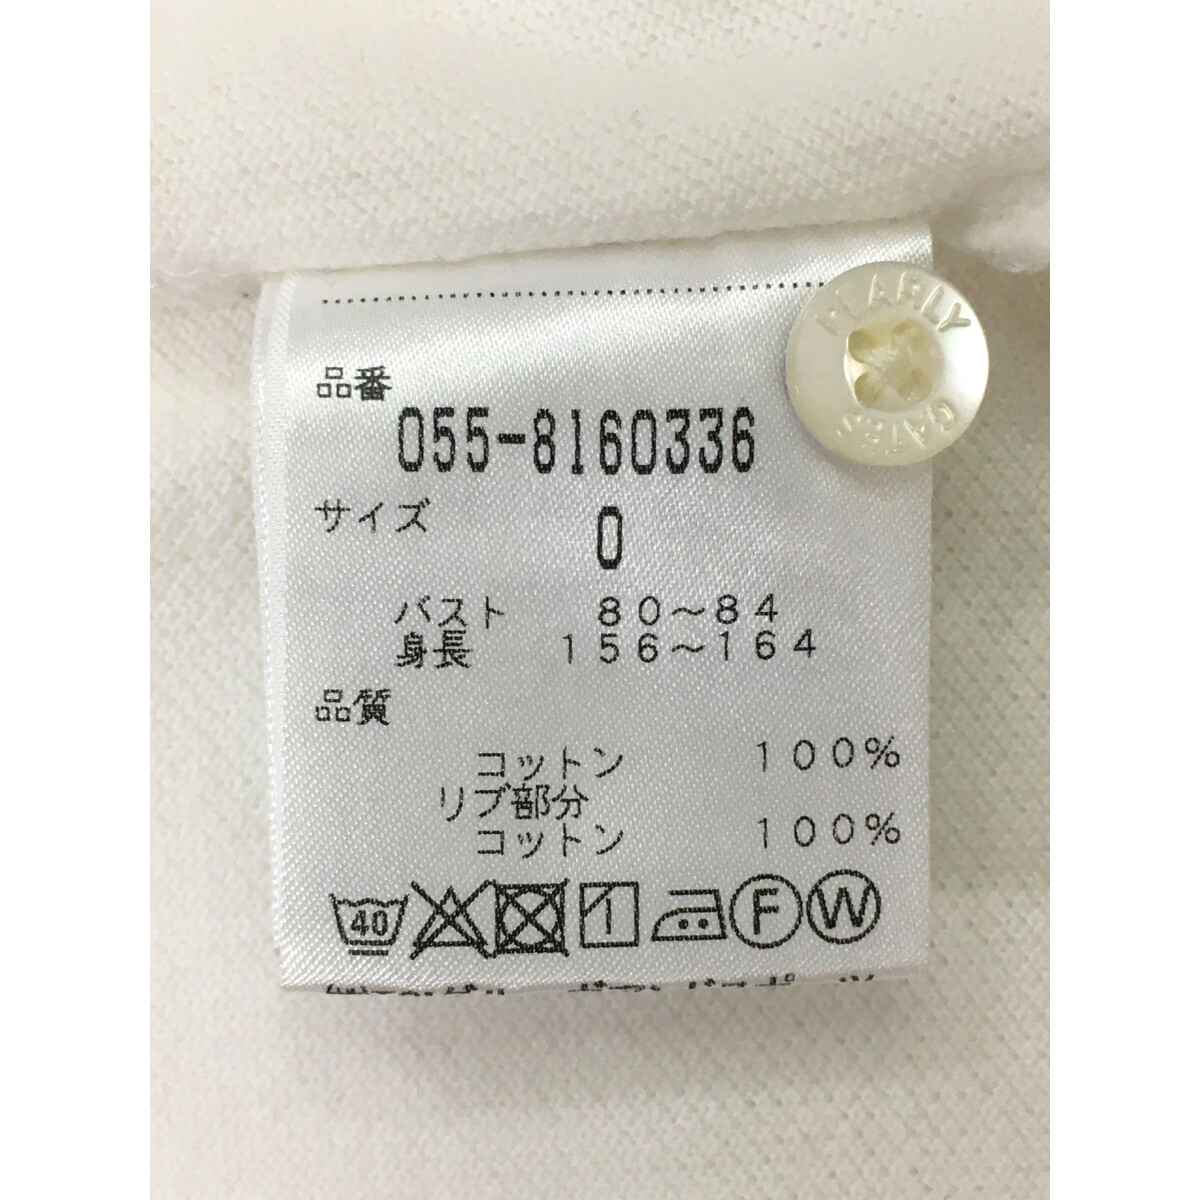 PEARLY
GATES
品番
055-8160336
サイズ
0
バスト 80~84
身長 156~164
品質
コットン 100%
リブ部分
コットン 100%
40
F W